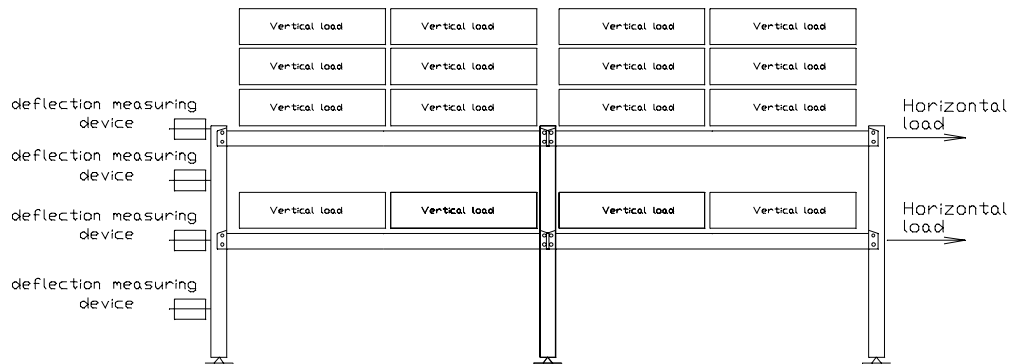 Vertical load Vertical load Vertical load Vertical load
Vertical load Vertical load Vertical load Vertical load
Vertical load Vertical load Vertical load Vertical load
deflection measuring
device
Horizontal
load
deflection measuring
device
Vertical load Vertical load Vertical load Vertical load
deflection measuring
device
Horizontal
load
deflection measuring
device